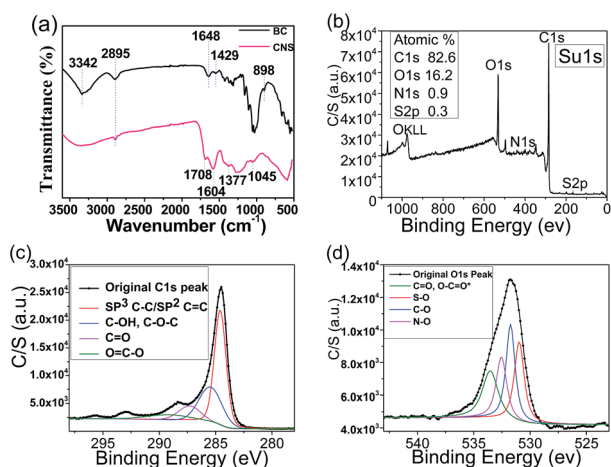 (a)
BC
CNS
3342
2895
1648
1429
898
1708
1604
1377
1045
Transmittance (%)
3500 3000 2500 2000 1500 1000 500
Wavenumber (cm-1)
(b)
8x10⁴
7x10⁴
6x10⁴
5x10⁴
4x10⁴
3x10⁴
2x10⁴
1x10⁴
0
C/S (a.u.)
Atomic %
C1s 82.6
O1s 16.2
N1s 0.9
S2p 0.3
C1s
Su1s
O1s
OKLL
N1s
S2p
1000 800 600 400 200 0
Binding Energy (ev)
(c)
3.0x10⁴
2.5x10⁴
2.0x10⁴
1.5x10⁴
1.0x10⁴
5.0x10³
C/S (a.u.)
Original C1s Peak
SP³ C-C/SP² C=C
C-OH, C-O-C
C=O
O=C-O
295 290 285 280
Binding Energy (eV)
(d)
1.4x10⁴
1.2x10⁴
1.0x10⁴
8.0x10³
6.0x10³
4.0x10³
C/S (a.u.)
Original O1s Peak
C=O, O-C=O*
S-O
C-O
N-O
540 535 530 525
Binding Energy (ev)